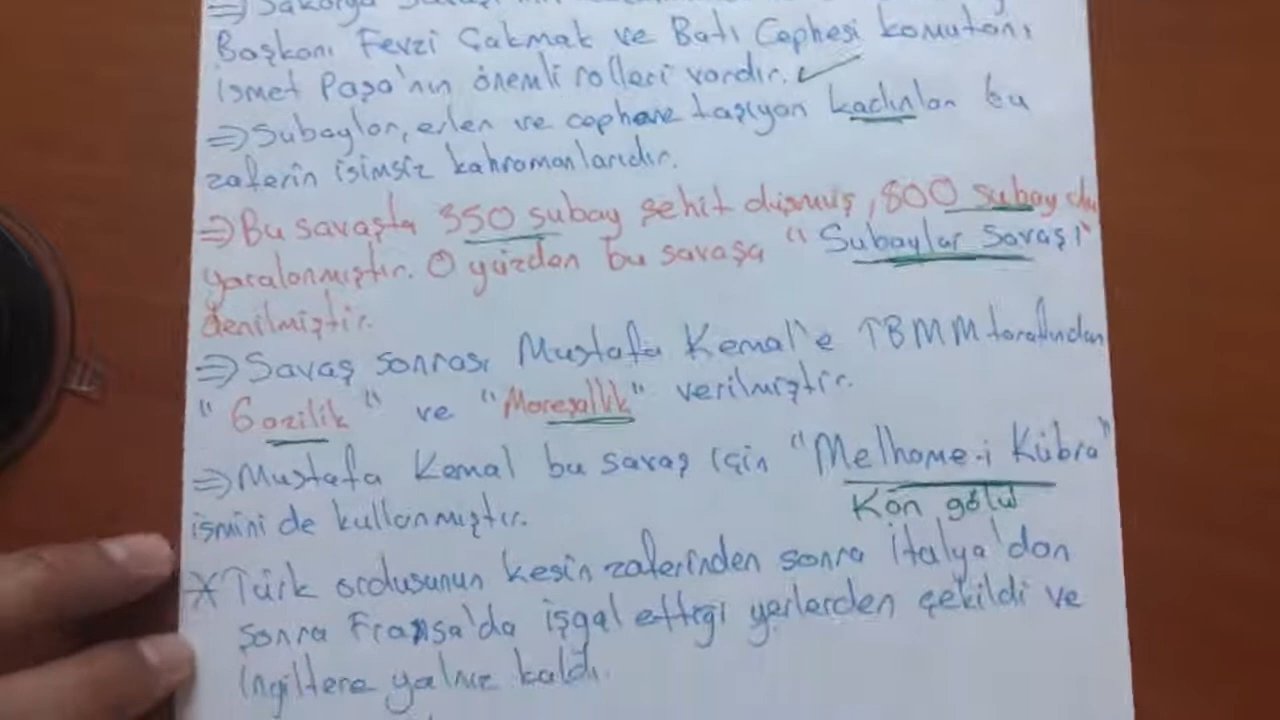 ⇒ Sakarya
Başkanı Fevzi Çakmak ve Batı Cephesi komutanı
İsmet Paşa'nın önemli rolleri vardır. ✓
⇒ Subaylar, erler ve cephane taşıyan kadınlar bu
zaferin isimsiz kahramanlarıdır.
⇒ Bu savaşta 350 subay şehit düşmüş, 800 subay da
yaralanmıştır. O yüzden bu savaşa "Subaylar Savaşı"
denilmiştir.
⇒ Savaş sonrası Mustafa Kemal'e TBMM tarafından
"Gazilik" ve "Mareşallik" verilmiştir.
⇒ Mustafa Kemal bu savaş için "Melhame-i Kübra"
Kan gölü
ismini de kullanmıştır.
* Türk ordusunun kesin zaferinden sonra İtalya'dan
sonra Fransa'da işgal ettiği yerlerden çekildi ve
İngiltere yalnız kaldı.